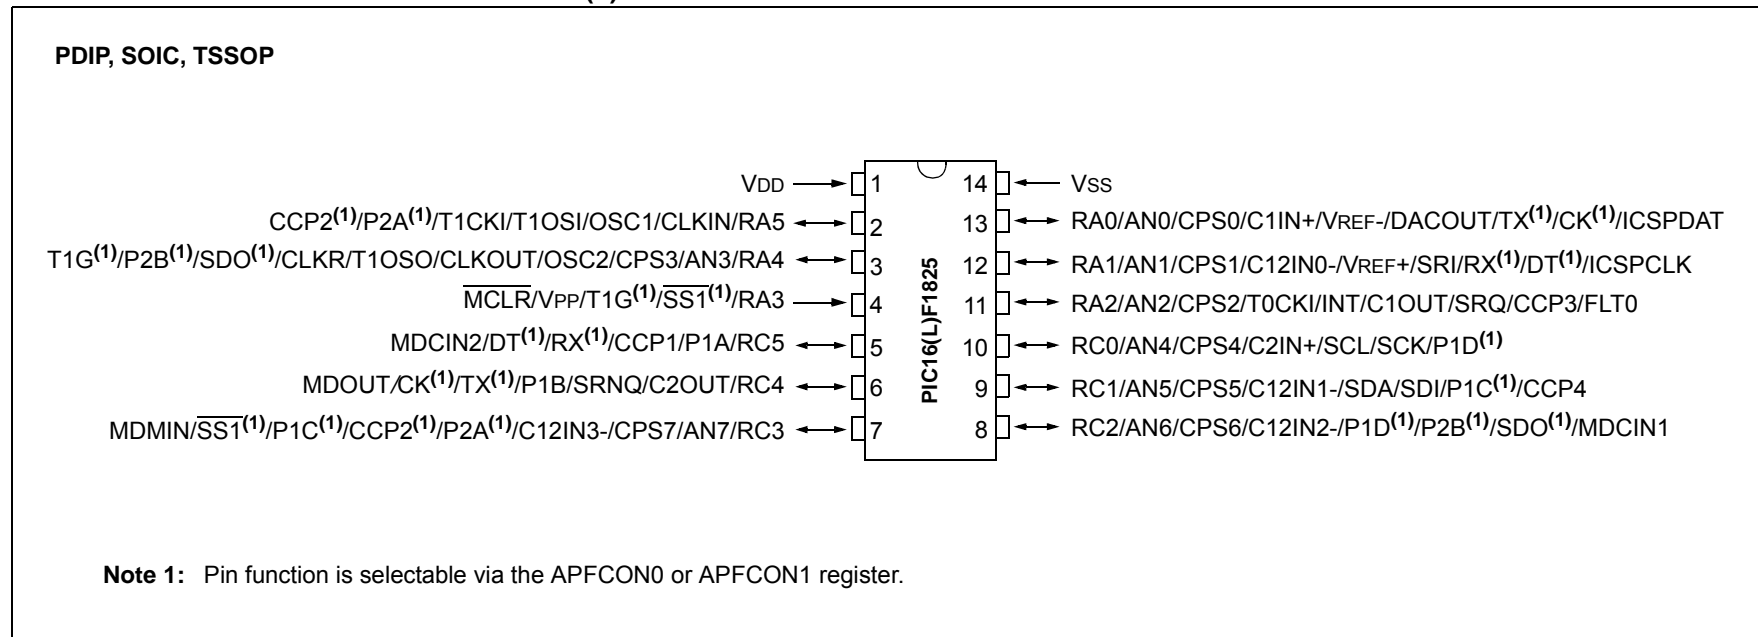 PDIP, SOIC, TSSOP
VDD 1 14 VSS
CCP2(1)/P2A(1)/T1CKI/T1OSI/OSC1/CLKIN/RA5 2 13 RA0/AN0/CPS0/C1IN+/VREF-/DACOUT/TX(1)/CK(1)/ICSPDAT
T1G(1)/P2B(1)/SDO(1)/CLKR/T1OSO/CLKOUT/OSC2/CPS3/AN3/RA4 3 12 RA1/AN1/CPS1/C12IN0-/VREF+/SRI/RX(1)/DT(1)/ICSPCLK
MCLR/VPP/T1G(1)/SS1(1)/RA3 4 11 RA2/AN2/CPS2/T0CKI/INT/C1OUT/SRQ/CCP3/FLT0
MDCIN2/DT(1)/RX(1)/CCP1/P1A/RC5 5 10 RC0/AN4/CPS4/C2IN+/SCL/SCK/P1D(1)
MDOUT/CK(1)/TX(1)/P1B/SRNQ/C2OUT/RC4 6 9 RC1/AN5/CPS5/C12IN1-/SDA/SDI/P1C(1)/CCP4
MDMIN/SS1(1)/P1C(1)/CCP2(1)/P2A(1)/C12IN3-/CPS7/AN7/RC3 7 8 RC2/AN6/CPS6/C12IN2-/P1D(1)/P2B(1)/SDO(1)/MDCIN1
PIC16(L)F1825
Note 1: Pin function is selectable via the APFCON0 or APFCON1 register.